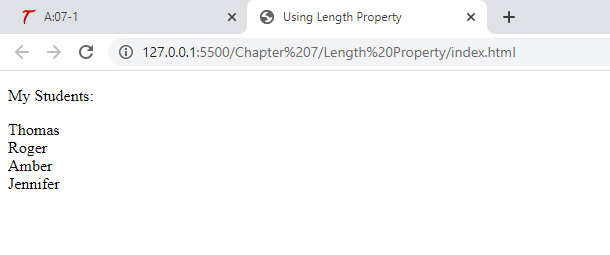 A:07-1
Using Length Property
127.0.0.1:5500/Chapter%207/Length%20Property/index.html
My Students:
Thomas
Roger
Amber
Jennifer